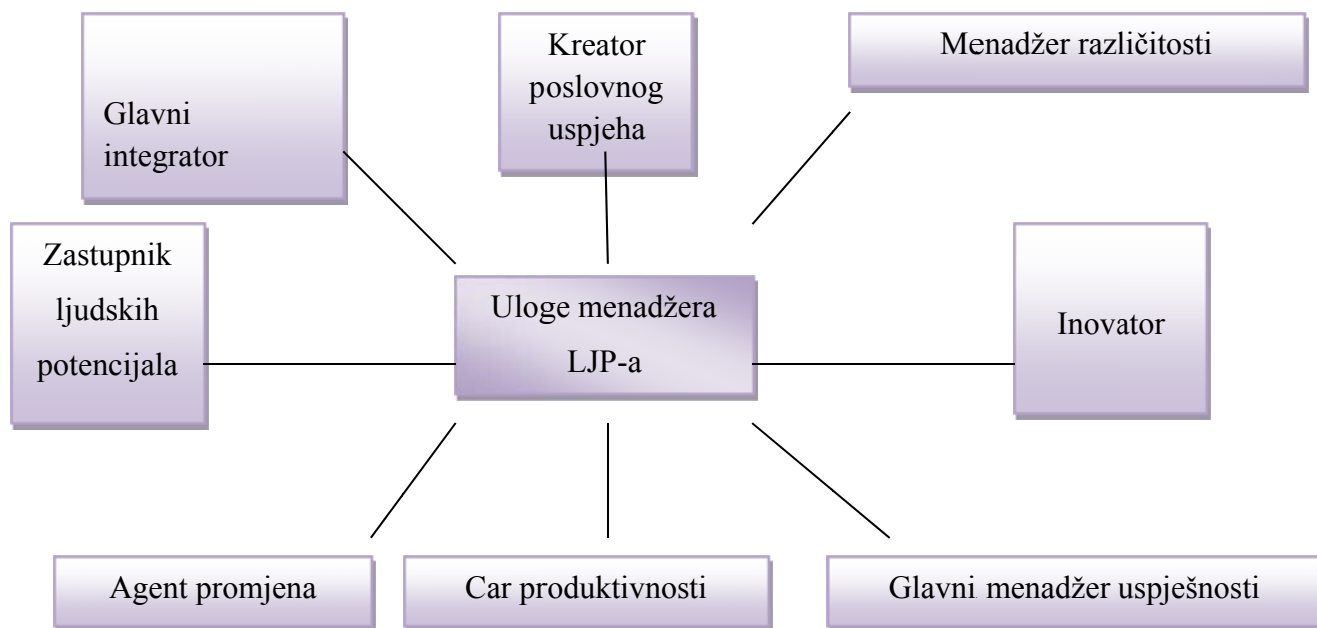 Glavni
integrator
Kreator
poslovnog
uspjeha
Menadžer različitosti
Zastupnik
ljudskih
potencijala
Uloge menadžera
LJP-a
Inovator
Agent promjena
Car produktivnosti
Glavni menadžer uspješnosti